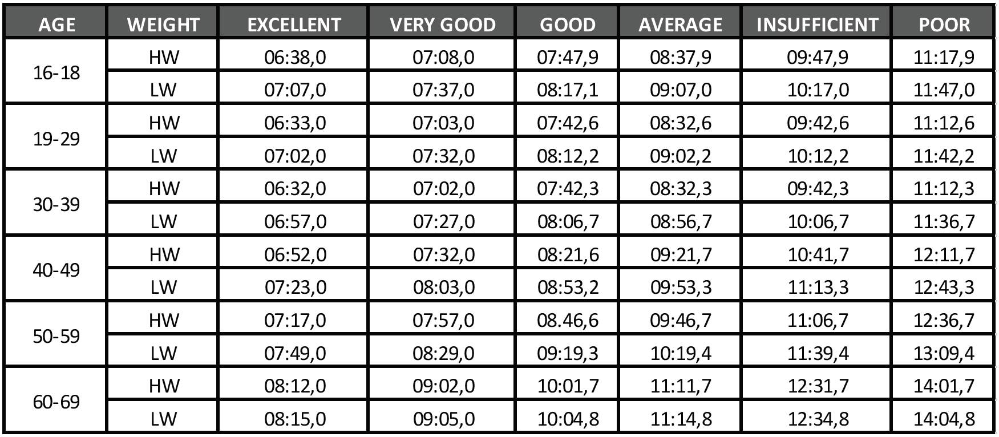 AGE WEIGHT EXCELLENT VERY GOOD GOOD AVERAGE INSUFFICIENT POOR
16-18 HW 06:38,0 07:08,0 07:47,9 08:37,9 09:47,9 11:17,9
LW 07:07,0 07:37,0 08:17,1 09:07,0 10:17,0 11:47,0
19-29 HW 06:33,0 07:03,0 07:42,6 08:32,6 09:42,6 11:12,6
LW 07:02,0 07:32,0 08:12,2 09:02,2 10:12,2 11:42,2
30-39 HW 06:32,0 07:02,0 07:42,3 08:32,3 09:42,3 11:12,3
LW 06:57,0 07:27,0 08:06,7 08:56,7 10:06,7 11:36,7
40-49 HW 06:52,0 07:32,0 08:21,6 09:21,7 10:41,7 12:11,7
LW 07:23,0 08:03,0 08:53,2 09:53,3 11:13,3 12:43,3
50-59 HW 07:17,0 07:57,0 08.46,6 09:46,7 11:06,7 12:36,7
LW 07:49,0 08:29,0 09:19,3 10:19,4 11:39,4 13:09,4
60-69 HW 08:12,0 09:02,0 10:01,7 11:11,7 12:31,7 14:01,7
LW 08:15,0 09:05,0 10:04,8 11:14,8 12:34,8 14:04,8